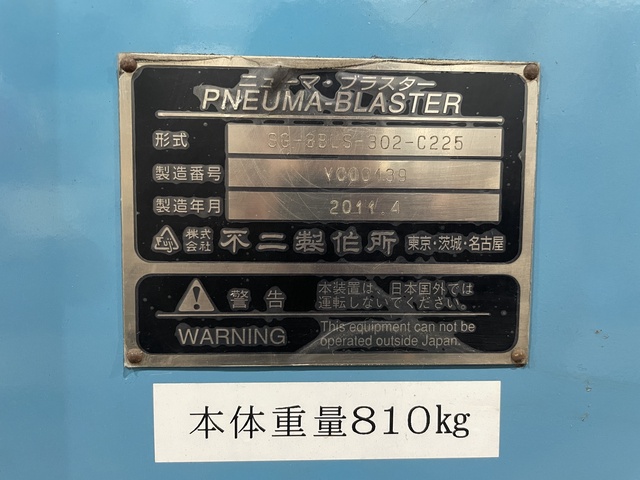 ニューマ・ブラスター
PNEUMA-BLASTER
形式
製造番号
製造年月 2011.4
株式会社 不二製作所 東京・茨城・名古屋
警告 本装置は、日本国外では
運転しないでください。
WARNING This equipment can not be
operated outside Japan.
本体重量810kg